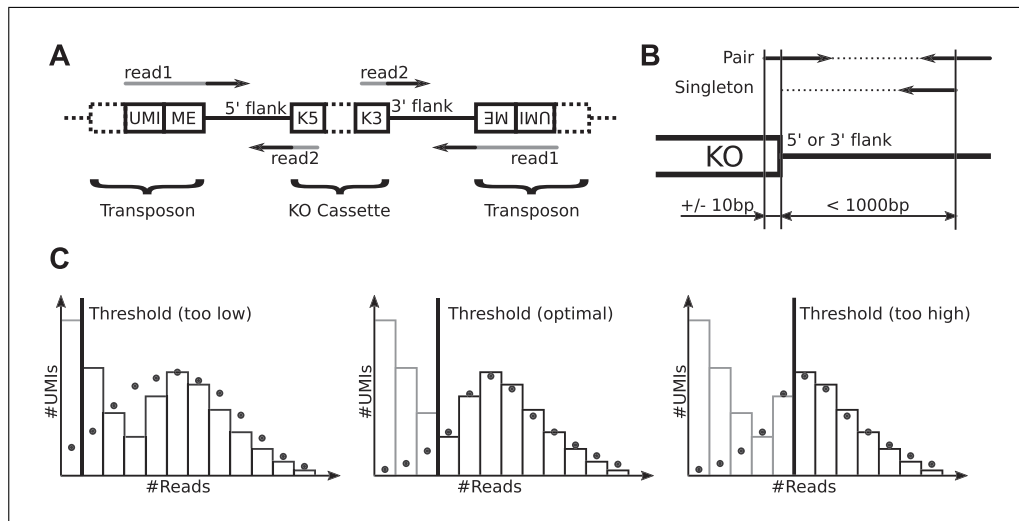 A
read1
read2
UMI ME
5' flank
K5
K3
3' flank
ME UMI
read2
read1
Transposon
KO Cassette
Transposon
B
Pair
Singleton
KO
5' or 3' flank
+/- 10bp
< 1000bp
C
Threshold (too low)
#UMIs
#Reads
Threshold (optimal)
#UMIs
#Reads
Threshold (too high)
#UMIs
#Reads